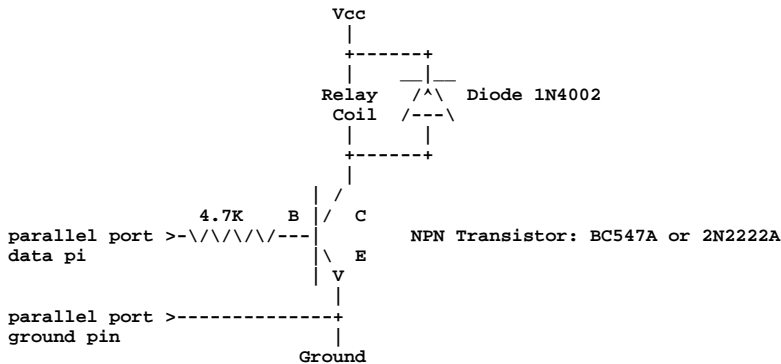 Vcc
Relay
Diode 1N4002
Coil
4.7K B C
parallel port >-\/\/\/\/--- NPN Transistor: BC547A or 2N2222A
data pi
E
V
parallel port >-----------------+
ground pin
Ground